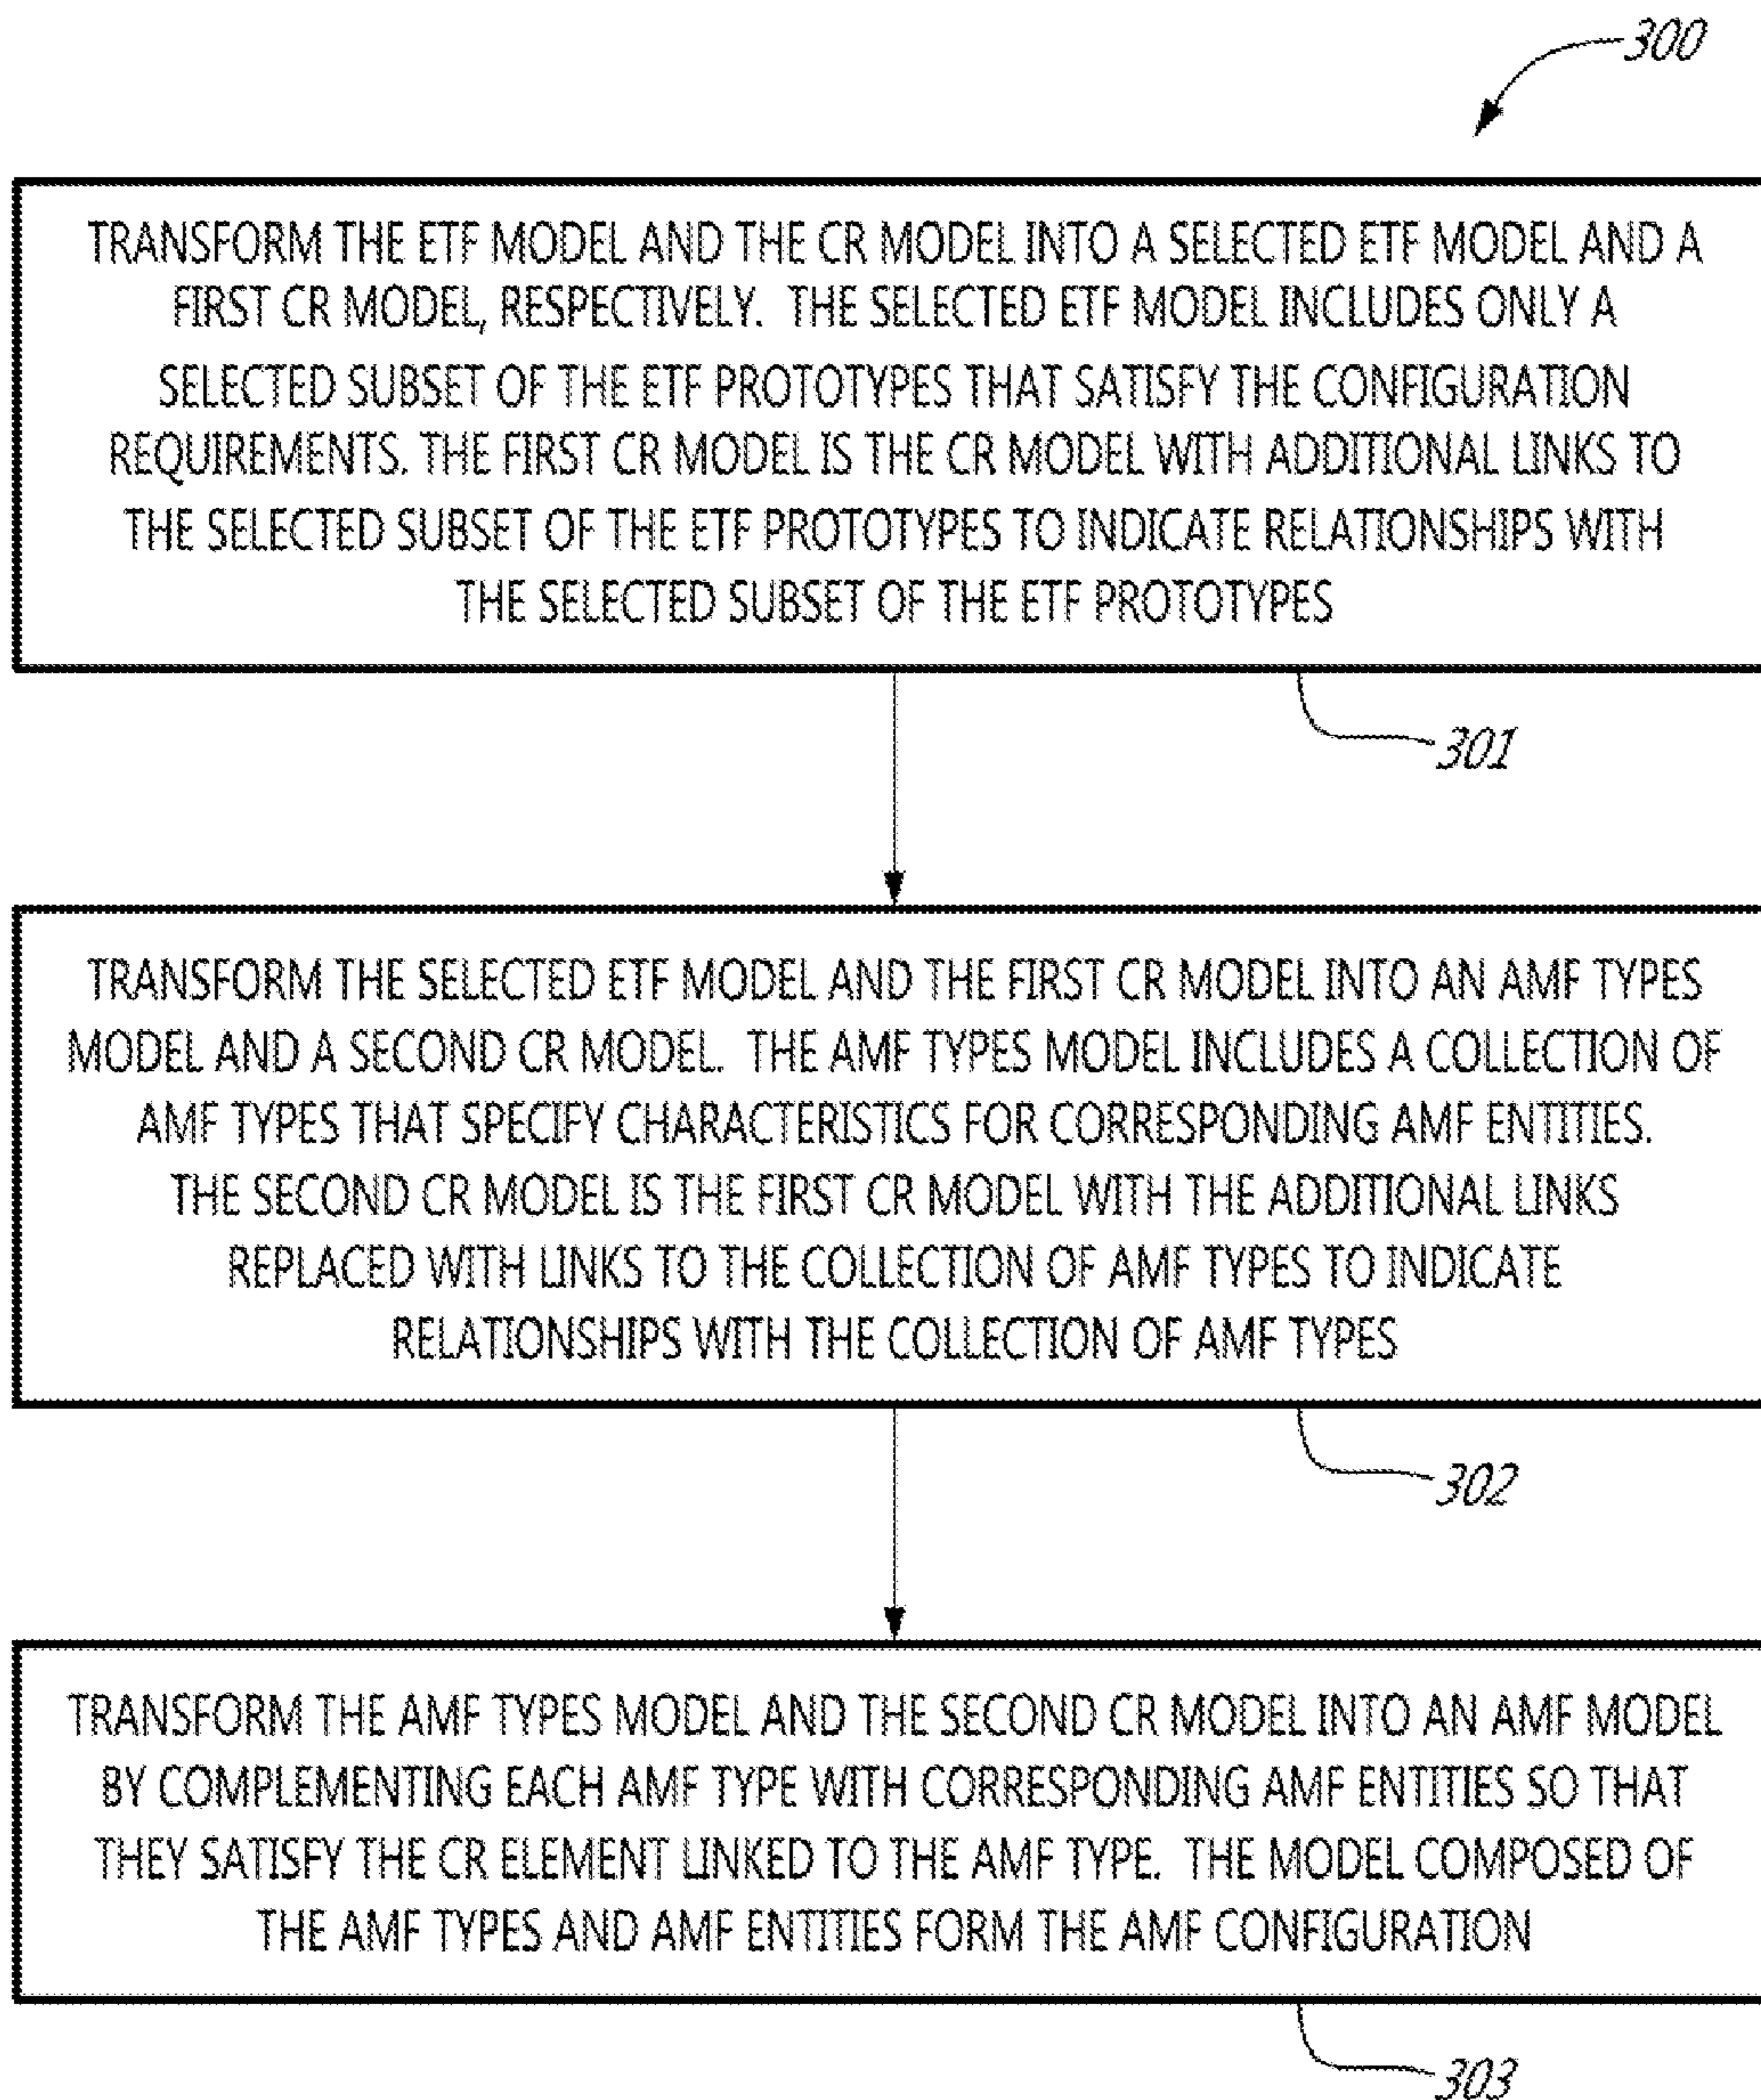 300
TRANSFORM THE ETF MODEL AND THE CR MODEL INTO A SELECTED ETF MODEL AND A
FIRST CR MODEL, RESPECTIVELY. THE SELECTED ETF MODEL INCLUDES ONLY A
SELECTED SUBSET OF THE ETF PROTOTYPES THAT SATISFY THE CONFIGURATION
REQUIREMENTS. THE FIRST CR MODEL IS THE CR MODEL WITH ADDITIONAL LINKS TO
THE SELECTED SUBSET OF THE ETF PROTOTYPES TO INDICATE RELATIONSHIPS WITH
THE SELECTED SUBSET OF THE ETF PROTOTYPES
301
TRANSFORM THE SELECTED ETF MODEL AND THE FIRST CR MODEL INTO AN AMF TYPES
MODEL AND A SECOND CR MODEL. THE AMF TYPES MODEL INCLUDES A COLLECTION OF
AMF TYPES THAT SPECIFY CHARACTERISTICS FOR CORRESPONDING AMF ENTITIES.
THE SECOND CR MODEL IS THE FIRST CR MODEL WITH THE ADDITIONAL LINKS
REPLACED WITH LINKS TO THE COLLECTION OF AMF TYPES TO INDICATE
RELATIONSHIPS WITH THE COLLECTION OF AMF TYPES
302
TRANSFORM THE AMF TYPES MODEL AND THE SECOND CR MODEL INTO AN AMF MODEL
BY COMPLEMENTING EACH AMF TYPE WITH CORRESPONDING AMF ENTITIES SO THAT
THEY SATISFY THE CR ELEMENT LINKED TO THE AMF TYPE. THE MODEL COMPOSED OF
THE AMF TYPES AND AMF ENTITIES FORM THE AMF CONFIGURATION
303